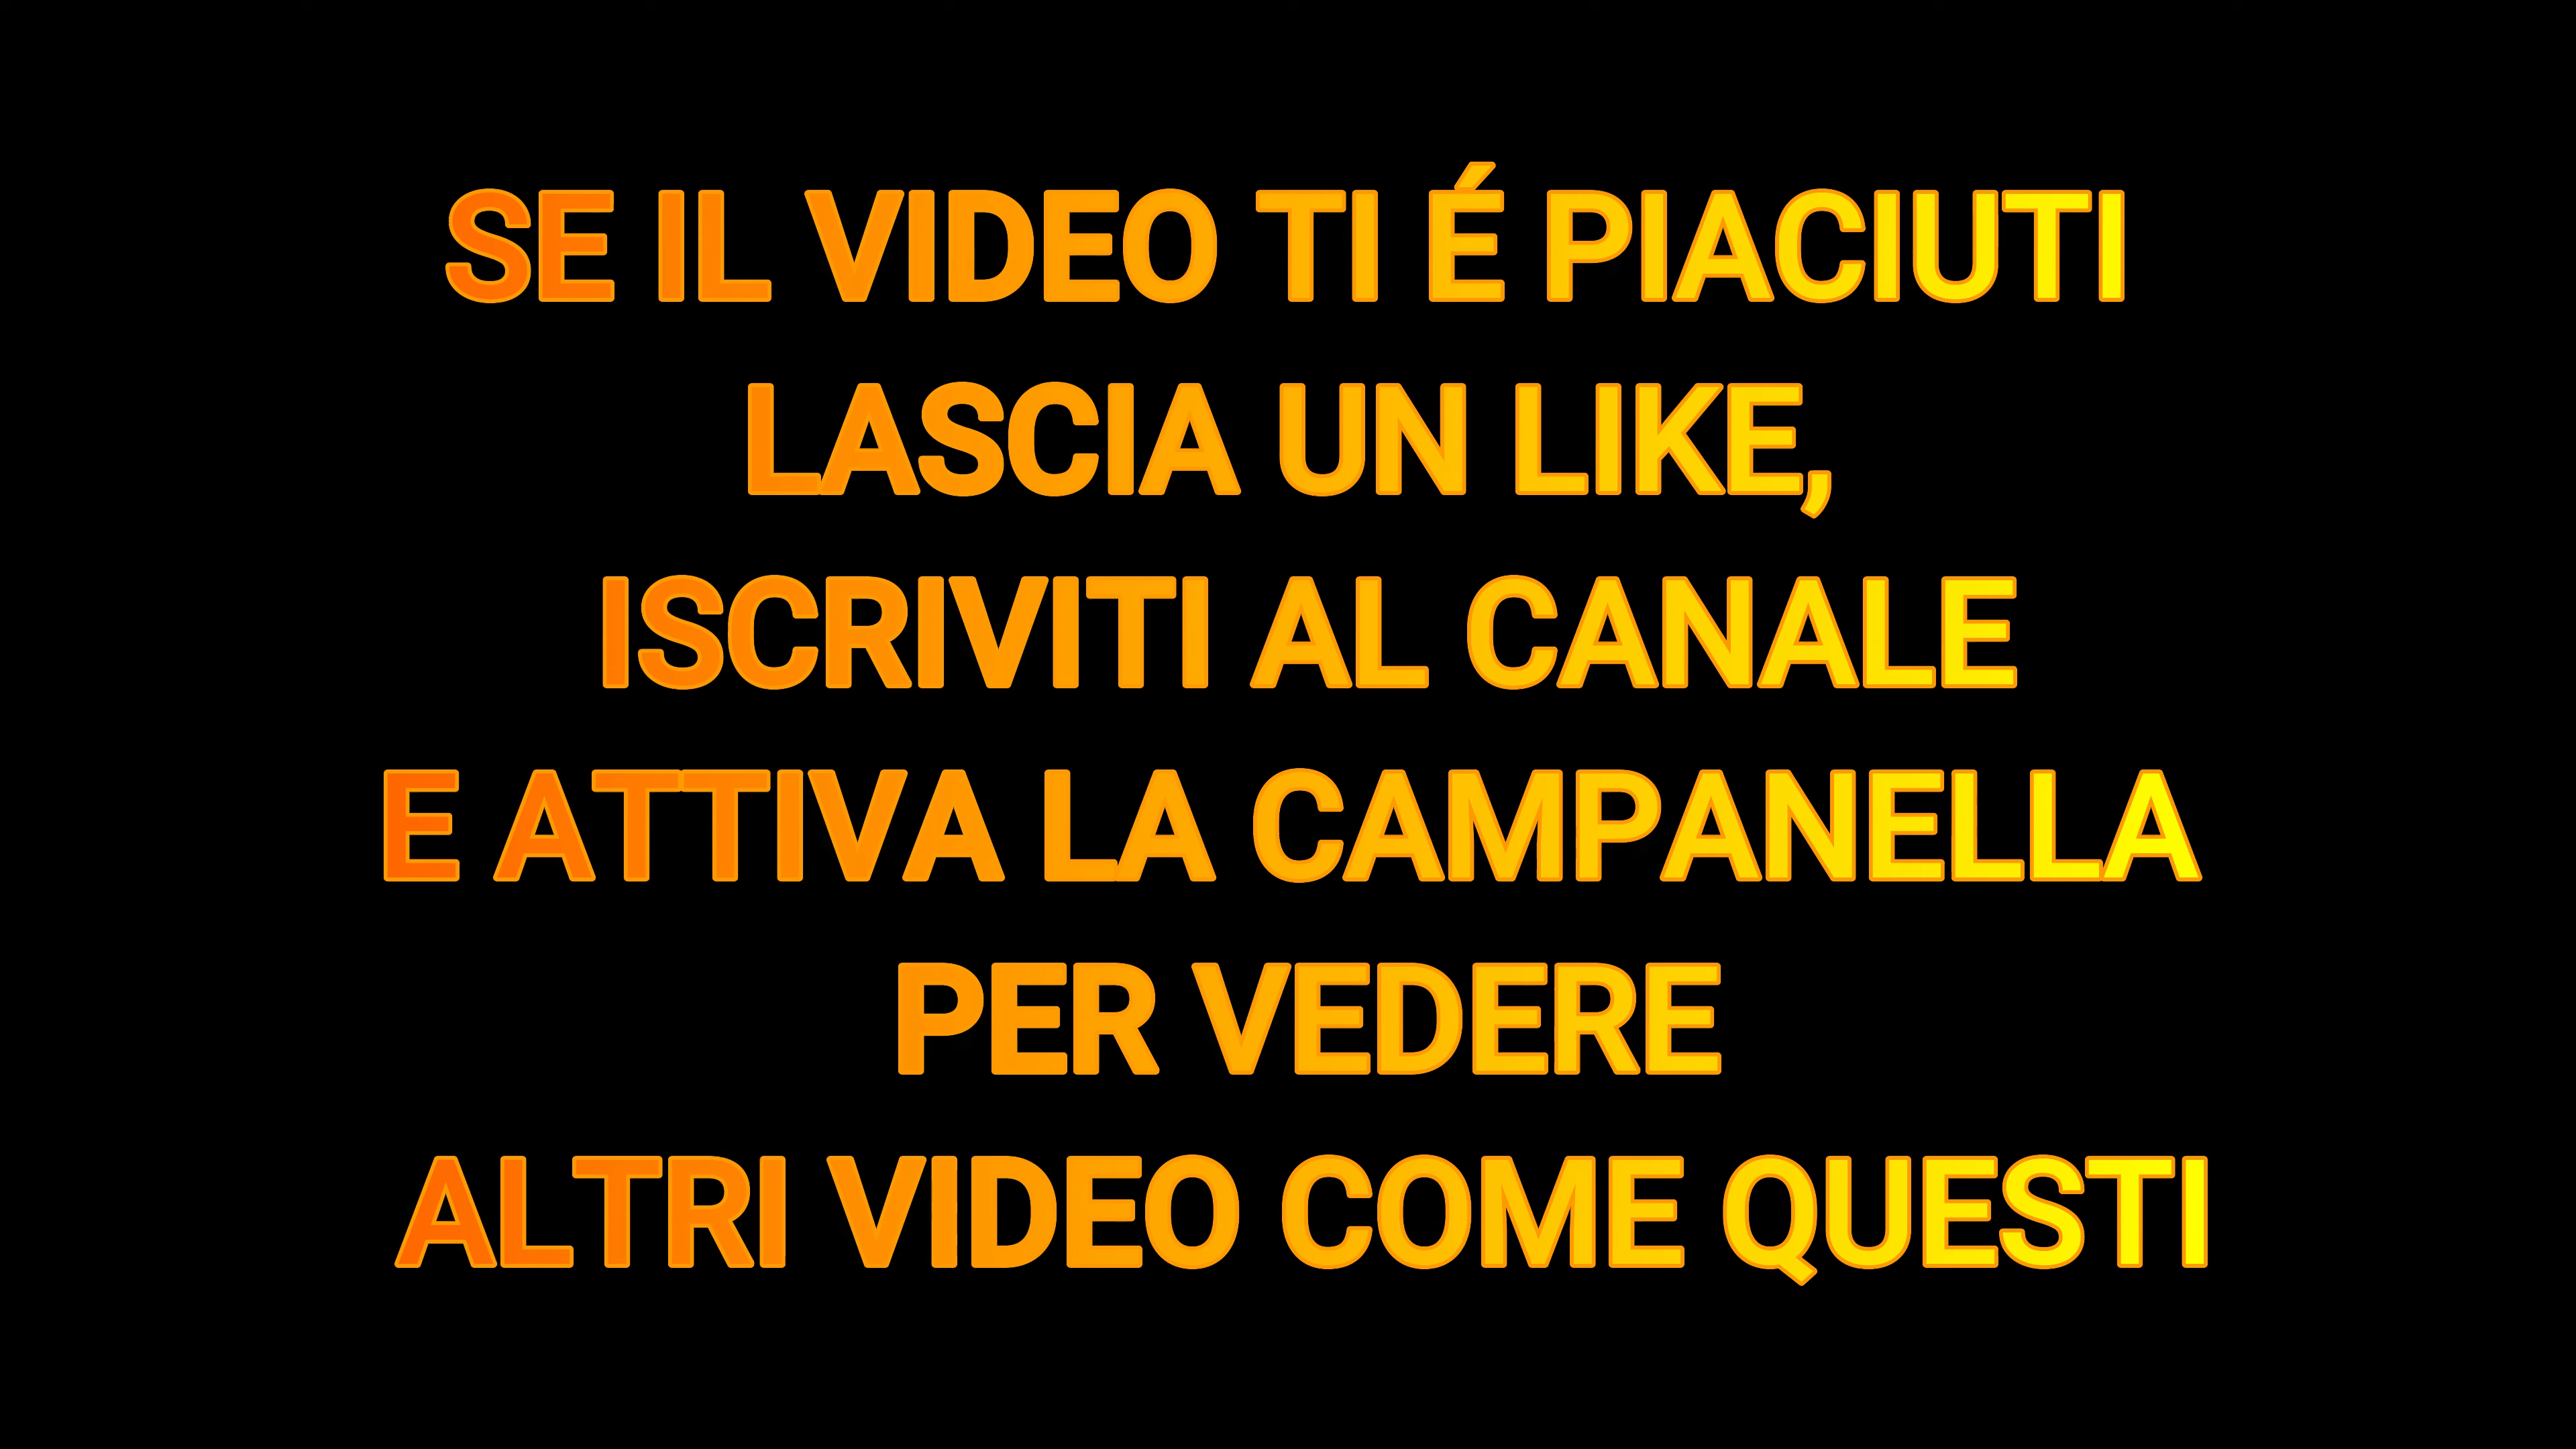 SE IL VIDEO TI É PIACIUTI
LASCIA UN LIKE,
ISCRIVITI AL CANALE
E ATTIVA LA CAMPANELLA
PER VEDERE
ALTRI VIDEO COME QUESTI